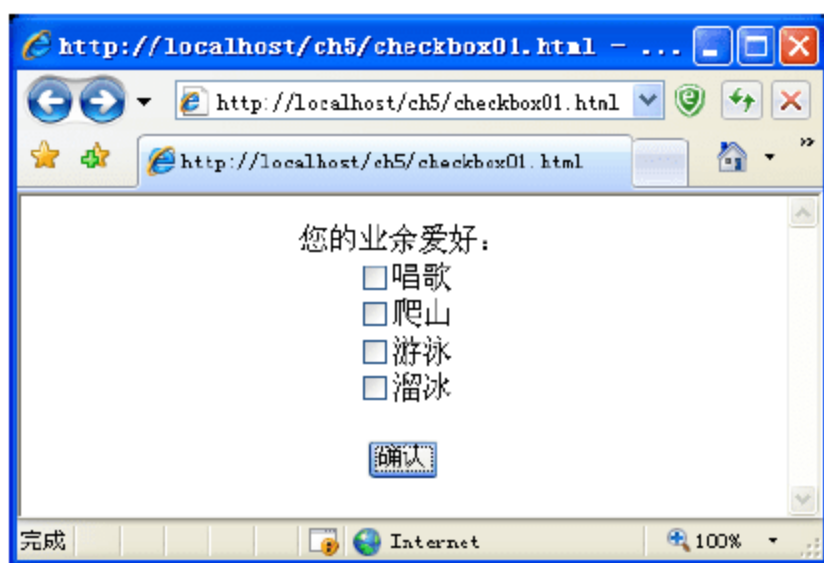 http://localhost/ch5/checkbox01.html - ...
http://localhost/ch5/checkbox01.html
http://localhost/ch5/checkbox01.html
您的业余爱好：
唱歌
爬山
游泳
溜冰
确认
完成
Internet
100%